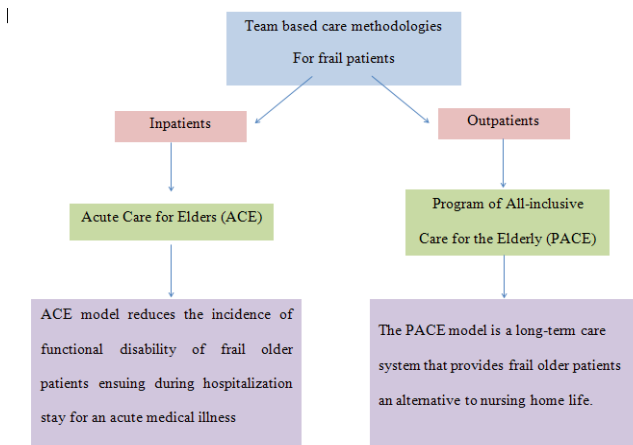 Team based care methodologies
For frail patients
Inpatients
Outpatients
Acute Care for Elders (ACE)
Program of All-inclusive
Care for the Elderly (PACE)
ACE model reduces the incidence of
functional disability of frail older
patients ensuing during hospitalization
stay for an acute medical illness
The PACE model is a long-term care
system that provides frail older patients
an alternative to nursing home life.